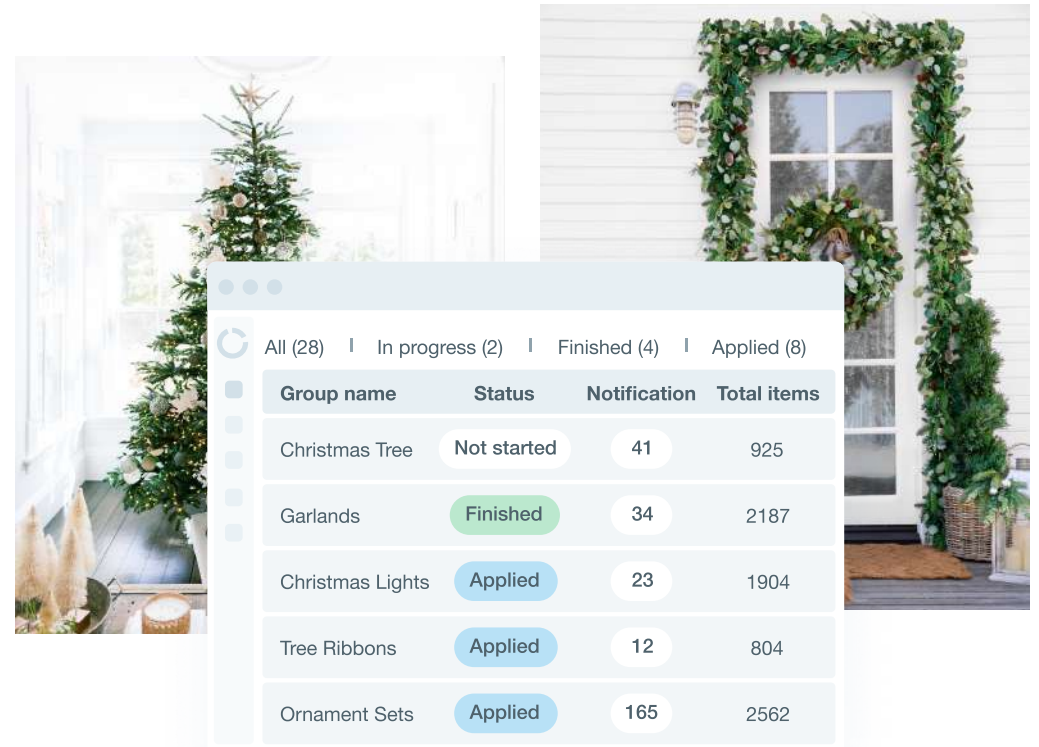 All (28) | In progress (2) | Finished (4) | Applied (8)
Group name Status Notification Total items
Christmas Tree Not started 41 925
Garlands Finished 34 2187
Christmas Lights Applied 23 1904
Tree Ribbons Applied 12 804
Ornament Sets Applied 165 2562